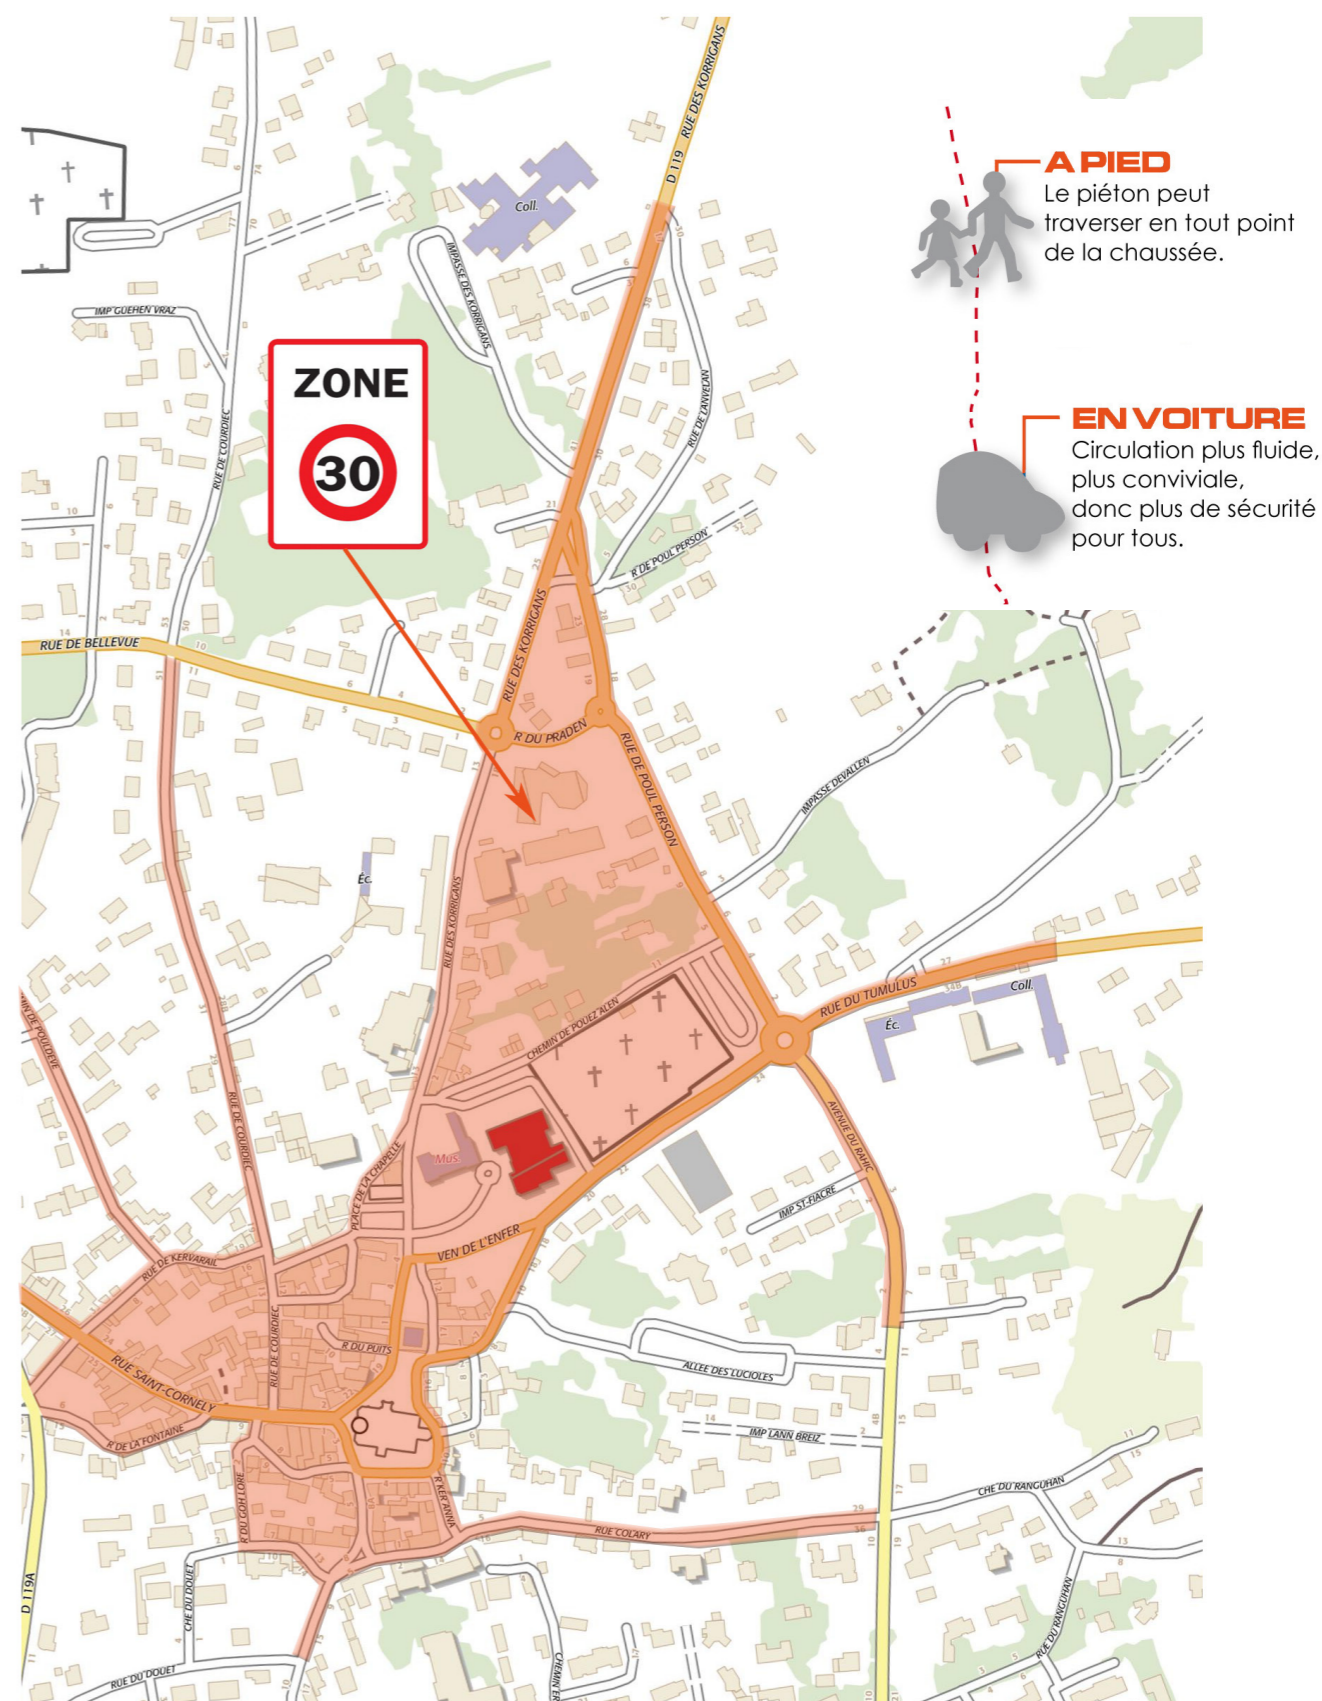 RUE DES KORRIGANS
D 119
A PIED
Le piéton peut
traverser en tout point
de la chaussée.
Coll.
IMPASSE DES KORRIGANS
IMP GUEHEN VRAZ
ZONE
30
RUE DE COURDIEC
RUE DE LANVELAN
EN VOITURE
Circulation plus fluide,
plus conviviale,
donc plus de sécurité
pour tous.
R DE POUL PERSON
RUE DES KORRIGANS
RUE DE BELLEVUE
R DU PRADEN
RUE DE POUL PERSON
IMPASSE DEVALLEN
Éc.
RUE DES KORRIGANS
CHEMIN DE POUEZ ALEN
RUE DU TUMULUS
Coll.
Éc.
MIN DE POULDEVE
RUE DE COURDIEC
AVENUE DU RAHIC
Mus.
PLACE DE LA CHAPELLE
IMP ST-FIACRE
VEN DE L'ENFER
RUE DE KERVARAIL
RUE DE COURDIEC
R DU PUITS
RUE SAINT-CORNELY
ALLEE DES LUCIOLES
R DE LA FONTAINE
IMP LANN BREIZ
R DU GOH LORE
R KER ANNA
CHE DU RANGUHAN
RUE COLARY
D 119A
CHE DU DOUET
RUE DU RANGUHAN
RUE DU DOUET
CHEMIN ER